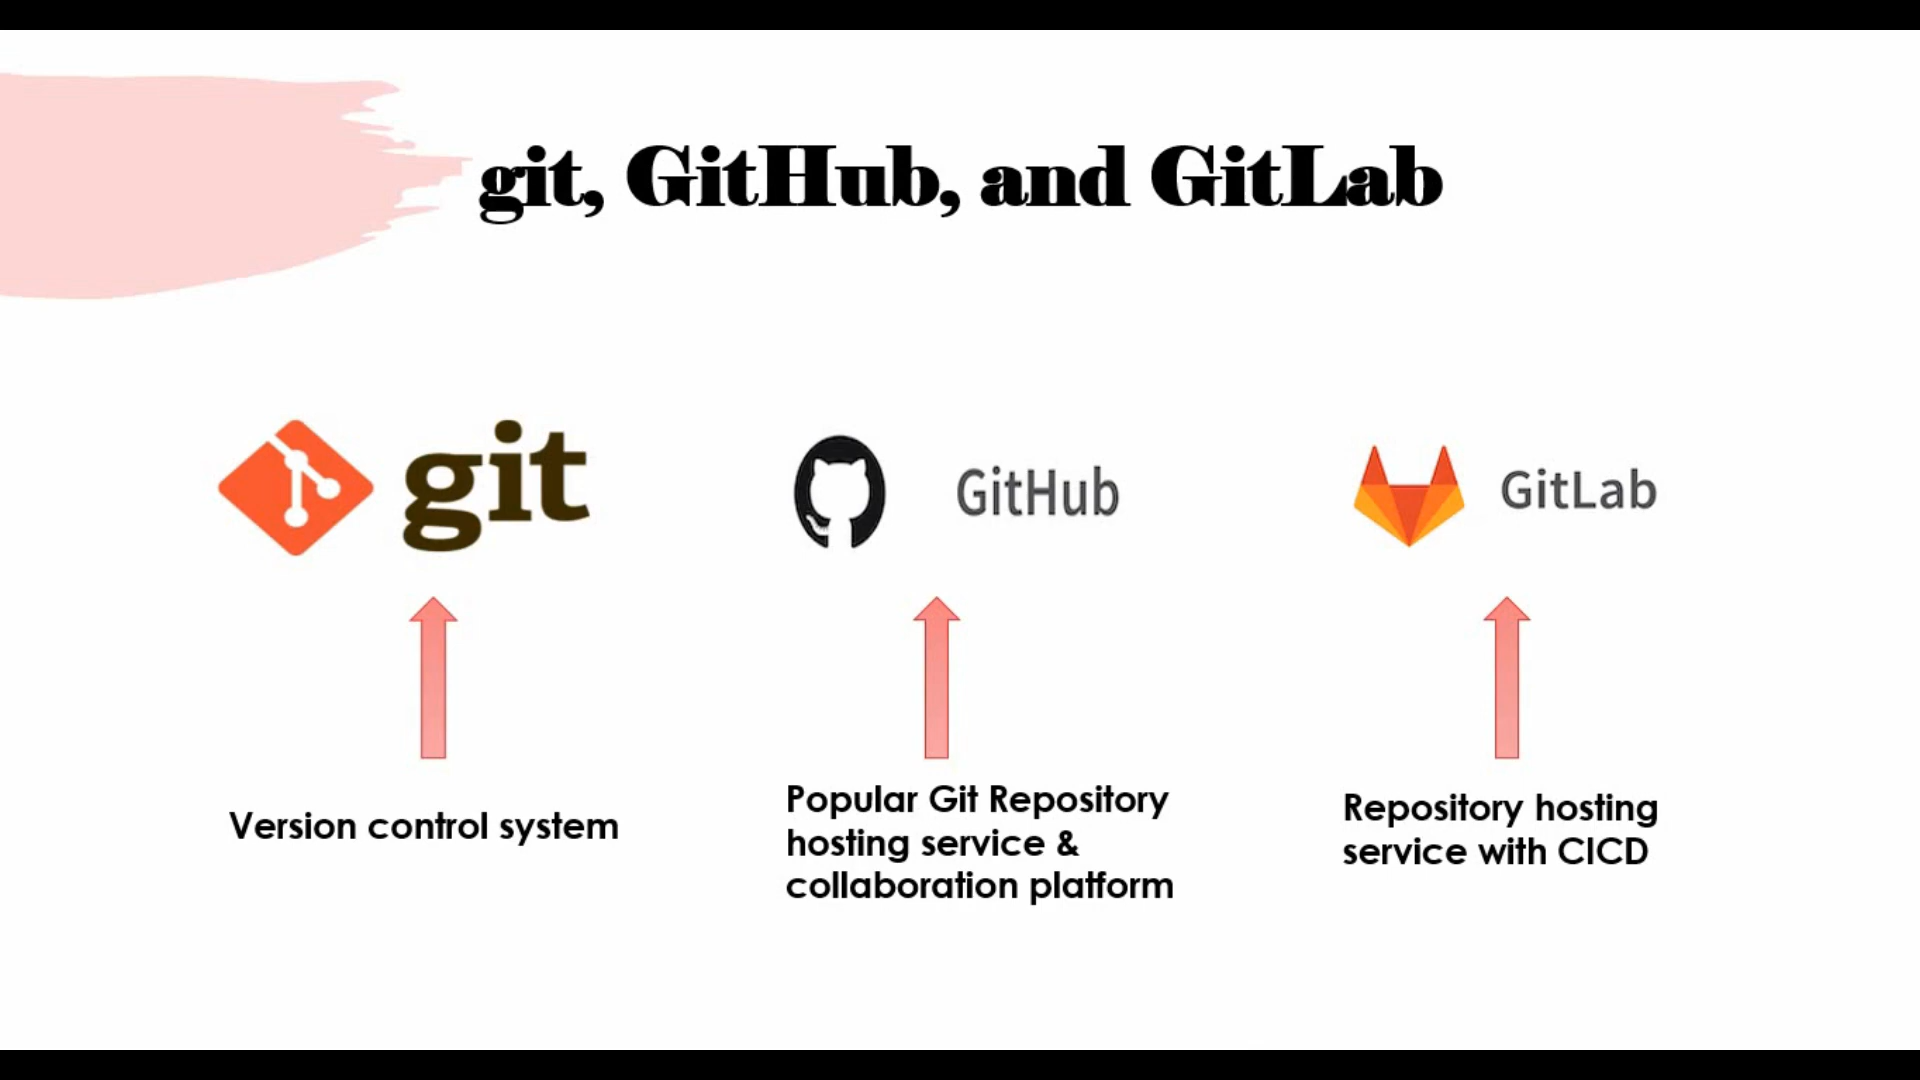 git, GitHub, and GitLab
git
GitHub
GitLab
Version control system
Popular Git Repository
hosting service &
collaboration platform
Repository hosting
service with CICD